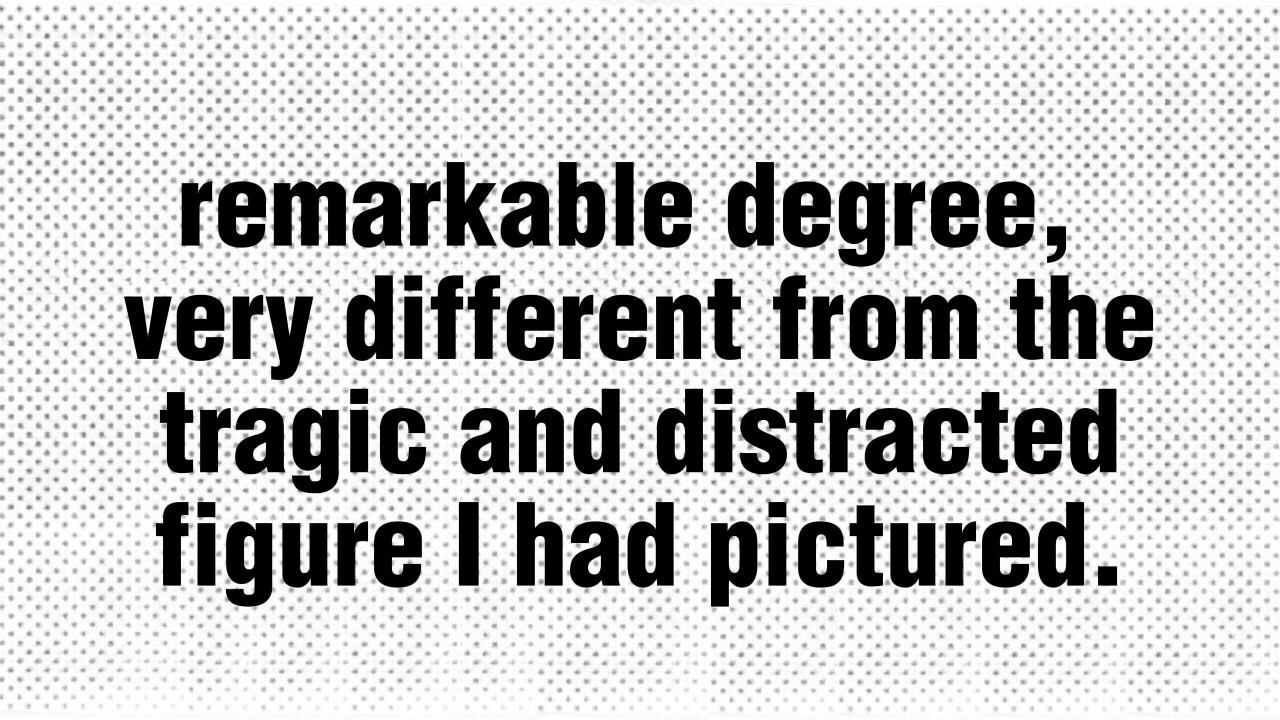 remarkable degree,
very different from the
tragic and distracted
figure I had pictured.